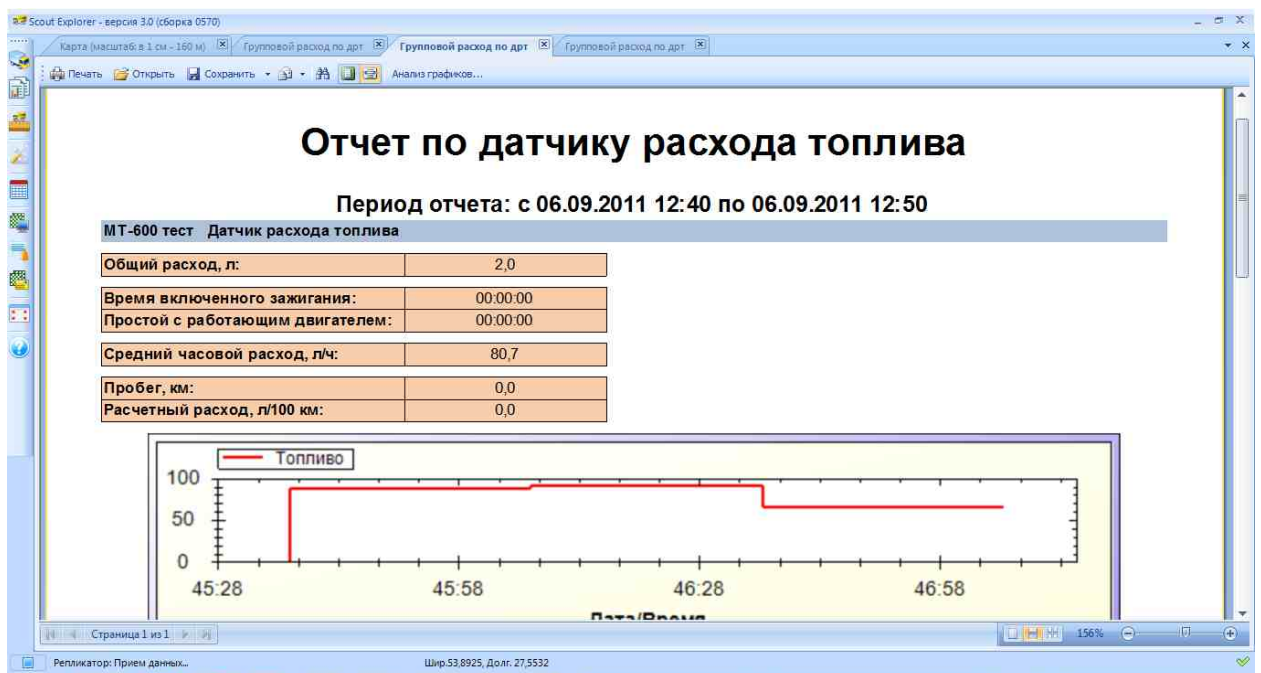 Scout Explorer - версия 3.0 (сборка 0570)
Карта (масштаб: в 1 см - 160 м) Групповой расход по дрт Групповой расход по дрт Групповой расход по дрт
Печать Открыть Сохранить Анализ графиков...
Отчет по датчику расхода топлива
Период отчета: с 06.09.2011 12:40 по 06.09.2011 12:50
МТ-600 тест Датчик расхода топлива
Общий расход, л: 2,0
Время включенного зажигания: 00:00:00
Простой с работающим двигателем: 00:00:00
Средний часовой расход, л/ч: 80,7
Пробег, км: 0,0
Расчетный расход, л/100 км: 0,0
Топливо
100
50
0
45:28 45:58 46:28 46:58
Дата/Время
Страница 1 из 1 156%
Репликатор: Прием данных... Шир.53,8925, Долг. 27,5532